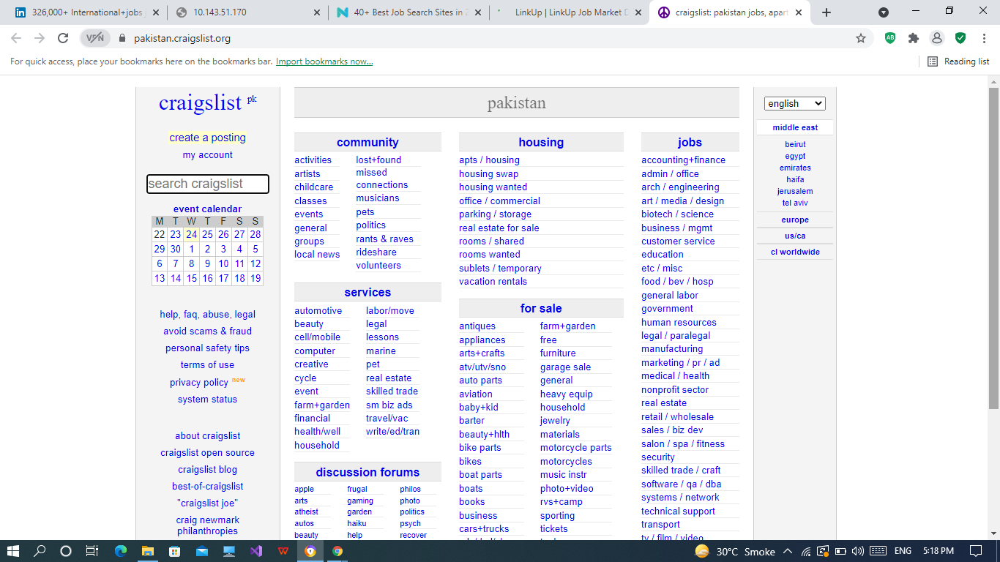 326,000+ International+jobs j
10.143.51.170
40+ Best Job Search Sites in 2
LinkUp | LinkUp Job Market D
craigslist: pakistan jobs, apart
VPN
pakistan.craigslist.org
For quick access, place your bookmarks here on the bookmarks bar. Import bookmarks now...
Reading list
craigslist pk
create a posting
my account
search craigslist
event calendar
M T W T F S S
22 23 24 25 26 27 28
29 30 1 2 3 4 5
6 7 8 9 10 11 12
13 14 15 16 17 18 19
help, faq, abuse, legal
avoid scams & fraud
personal safety tips
terms of use
privacy policy new
system status
about craigslist
craigslist open source
craigslist blog
best-of-craigslist
"craigslist joe"
craig newmark
philanthropies
pakistan
community
activities
artists
childcare
classes
events
general
groups
local news
lost+found
missed
connections
musicians
pets
politics
rants & raves
rideshare
volunteers
services
automotive
beauty
cell/mobile
computer
creative
cycle
event
farm+garden
financial
health/well
household
labor/move
legal
lessons
marine
pet
real estate
skilled trade
sm biz ads
travel/vac
write/ed/tran
discussion forums
apple
arts
atheist
autos
beauty
frugal
gaming
garden
haiku
help
philos
photo
politics
psych
recover
housing
apts / housing
housing swap
housing wanted
office / commercial
parking / storage
real estate for sale
rooms / shared
rooms wanted
sublets / temporary
vacation rentals
for sale
antiques
appliances
arts+crafts
atv/utv/sno
auto parts
aviation
baby+kid
barter
beauty+hlth
bike parts
bikes
boat parts
boats
books
business
cars+trucks
farm+garden
free
furniture
garage sale
general
heavy equip
household
jewelry
materials
motorcycle parts
motorcycles
music instr
photo+video
rvs+camp
sporting
tickets
jobs
accounting+finance
admin / office
arch / engineering
art / media / design
biotech / science
business / mgmt
customer service
education
etc / misc
food / bev / hosp
general labor
government
human resources
legal / paralegal
manufacturing
marketing / pr / ad
medical / health
nonprofit sector
real estate
retail / wholesale
sales / biz dev
salon / spa / fitness
security
skilled trade / craft
software / qa / dba
systems / network
technical support
transport
tv / film / video
english
middle east
beirut
egypt
emirates
haifa
jerusalem
tel aviv
europe
us/ca
cl worldwide
30°C Smoke
ENG
5:18 PM